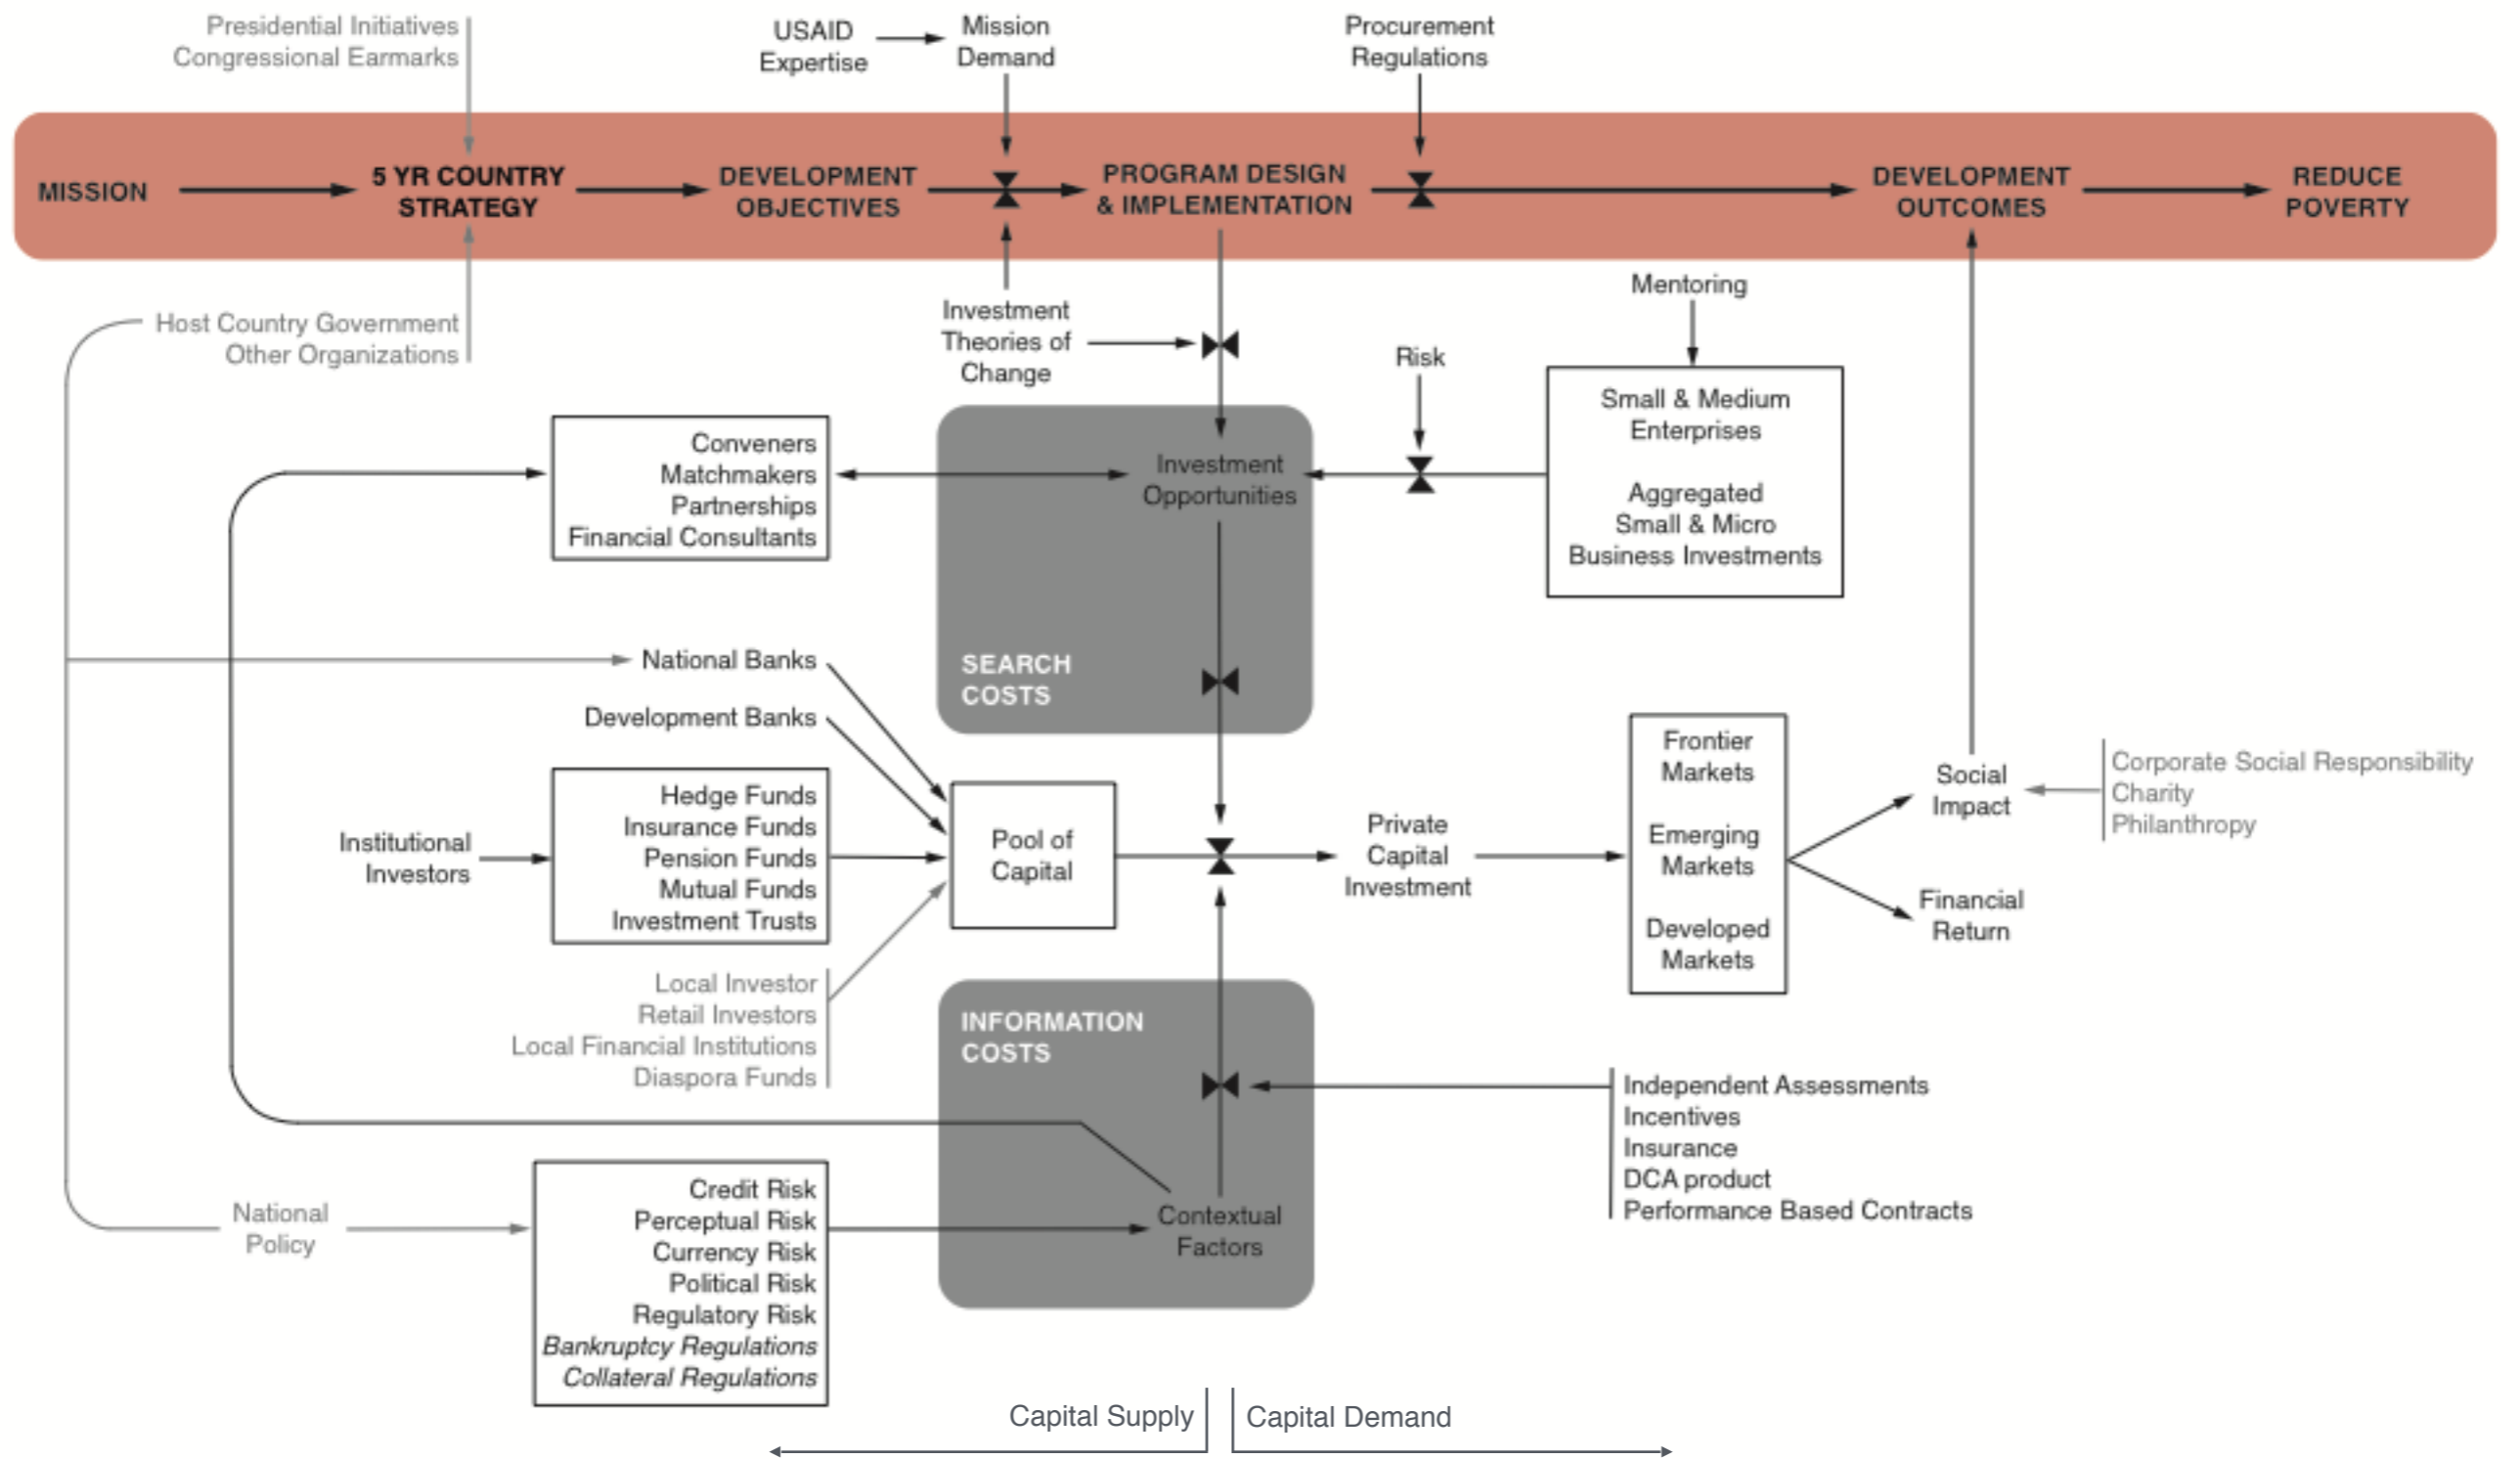 Presidential Initiatives
Congressional Earmarks
USAID
Expertise
Mission
Demand
Procurement
Regulations
MISSION
5 YR COUNTRY
STRATEGY
DEVELOPMENT
OBJECTIVES
PROGRAM DESIGN
& IMPLEMENTATION
DEVELOPMENT
OUTCOMES
REDUCE
POVERTY
Host Country Government
Other Organizations
Investment
Theories of
Change
Mentoring
Risk
Conveners
Matchmakers
Partnerships
Financial Consultants
Investment
Opportunities
Small & Medium
Enterprises
Aggregated
Small & Micro
Business Investments
SEARCH
COSTS
National Banks
Development Banks
Institutional
Investors
Hedge Funds
Insurance Funds
Pension Funds
Mutual Funds
Investment Trusts
Pool of
Capital
Private
Capital
Investment
Frontier
Markets
Emerging
Markets
Developed
Markets
Social
Impact
Financial
Return
Corporate Social Responsibility
Charity
Philanthropy
Local Investor
Retail Investors
Local Financial Institutions
Diaspora Funds
INFORMATION
COSTS
Independent Assessments
Incentives
Insurance
DCA product
Performance Based Contracts
National
Policy
Credit Risk
Perceptual Risk
Currency Risk
Political Risk
Regulatory Risk
Bankruptcy Regulations
Collateral Regulations
Contextual
Factors
Capital Supply
Capital Demand